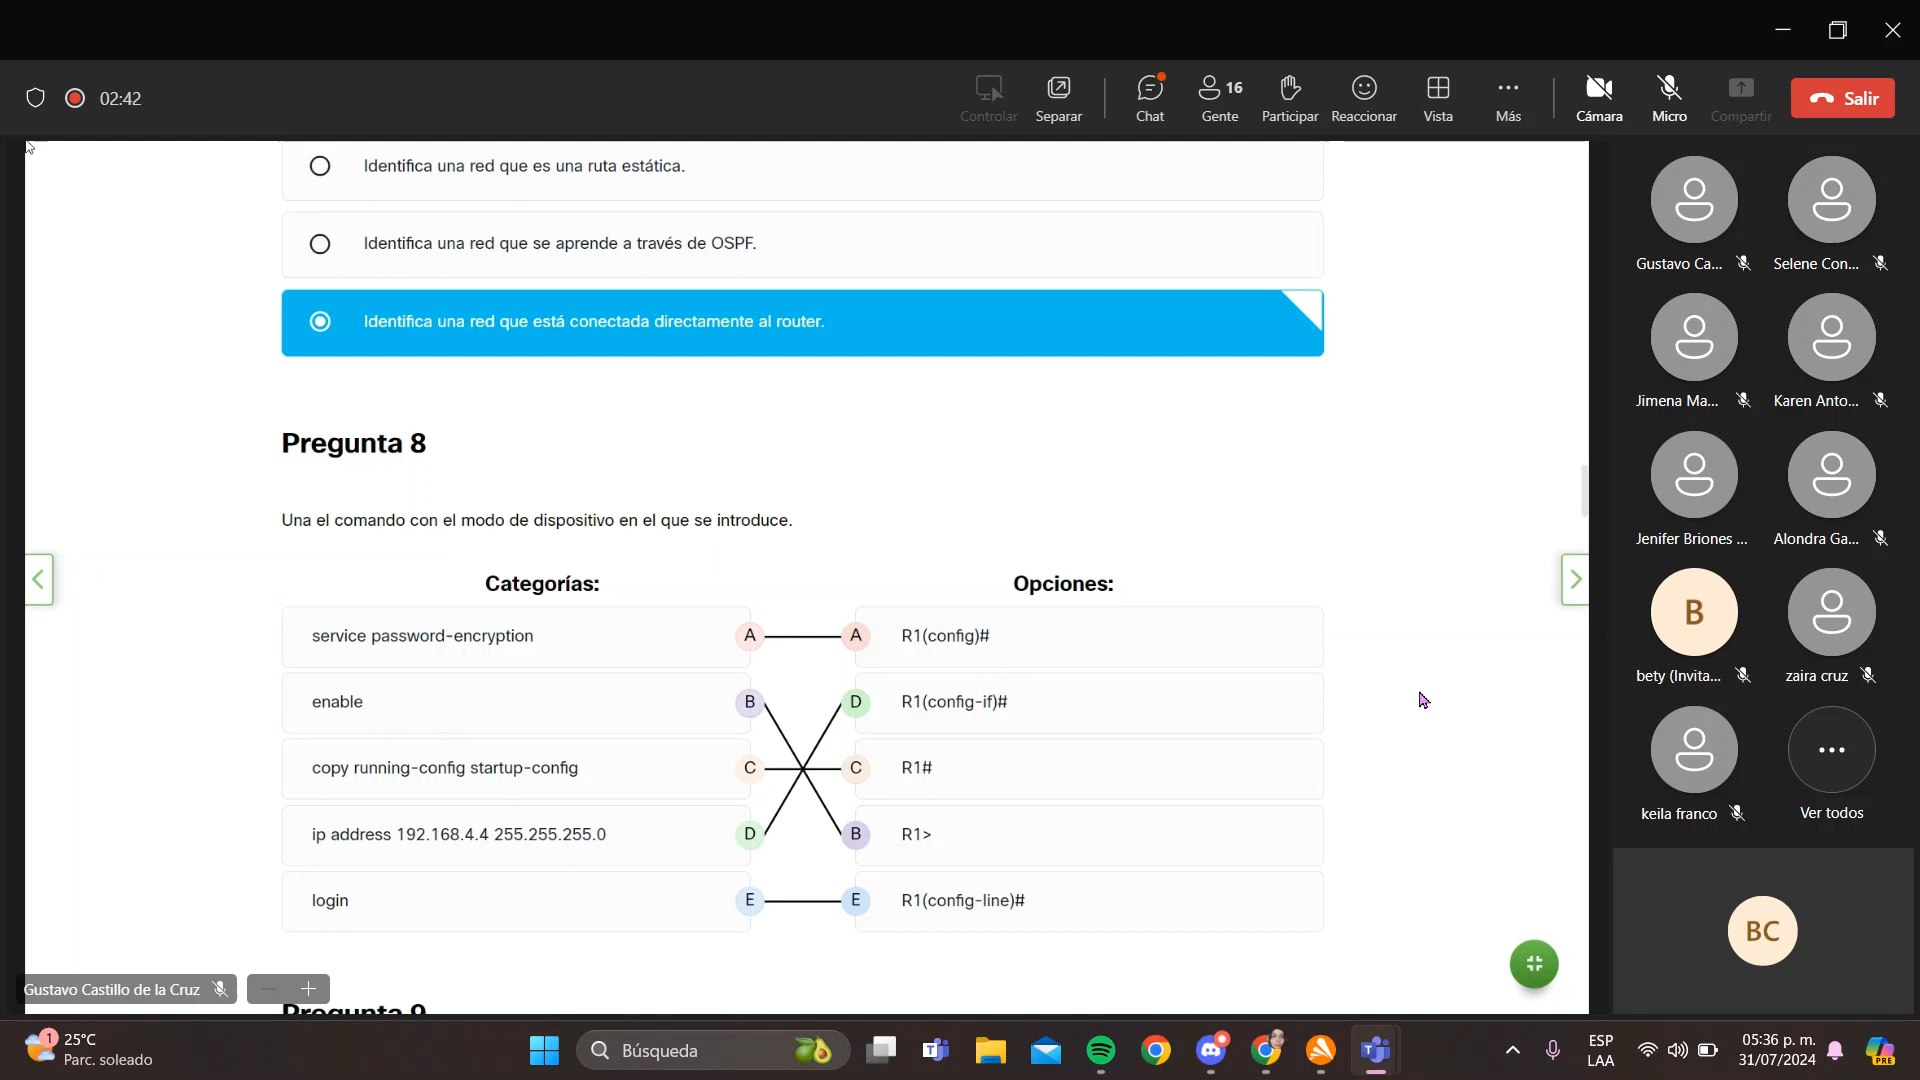 02:42
Controlar
Separar
Chat
16
Gente
Participar
Reaccionar
Vista
Más
Cámara
Micro
Compartir
Salir
Identifica una red que es una ruta estática.
Identifica una red que se aprende a través de OSPF.
Identifica una red que está conectada directamente al router.
Pregunta 8
Una el comando con el modo de dispositivo en el que se introduce.
Categorías:
Opciones:
service password-encryption A A R1(config)#
enable B D R1(config-if)#
copy running-config startup-config C C R1#
ip address 192.168.4.4 255.255.255.0 D B R1>
login E E R1(config-line)#
Pregunta 9
Gustavo Castillo de la Cruz
Gustavo Ca...
Selene Con...
Jimena Ma...
Karen Anto...
Jenifer Briones ...
Alondra Ga...
B
bety (Invita...
zaira cruz
keila franco
Ver todos
BC
1
25°C
Parc. soleado
Búsqueda
ESP
LAA
05:36 p. m.
31/07/2024
PRE